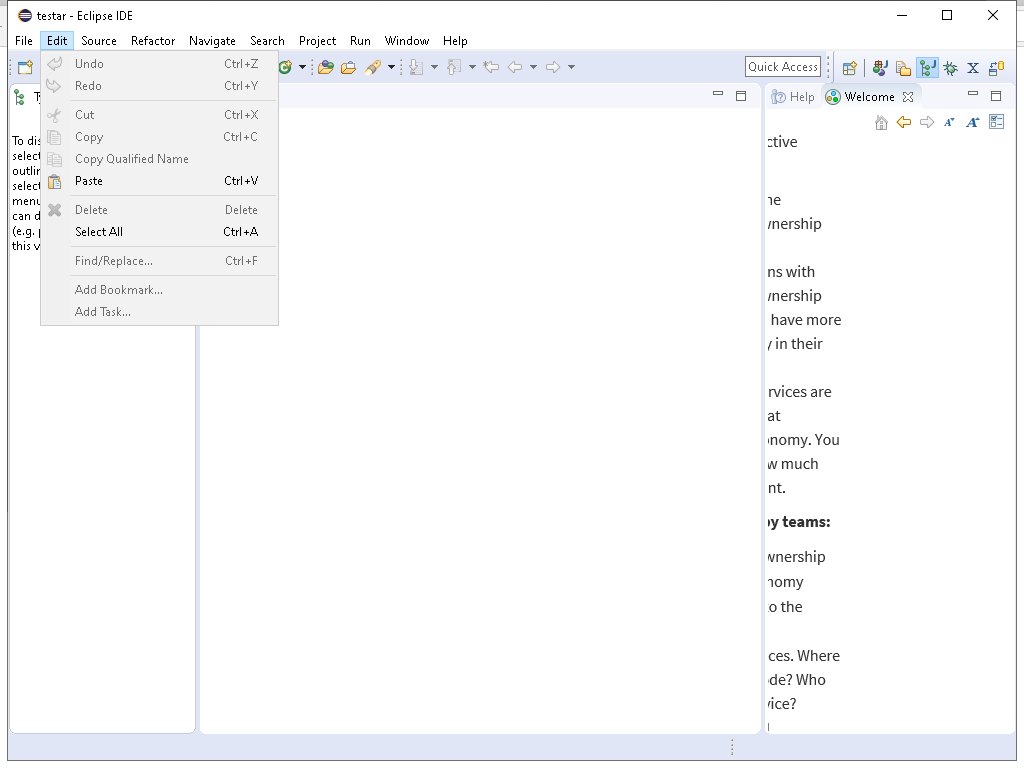 testar - Eclipse IDE
File Edit Source Refactor Navigate Search Project Run Window Help
Undo Ctrl+Z
Redo Ctrl+Y
Cut Ctrl+X
Copy Ctrl+C
Copy Qualified Name
Paste Ctrl+V
Delete Delete
Select All Ctrl+A
Find/Replace... Ctrl+F
Add Bookmark...
Add Task...
Quick Access
To dis
select
outlin
select
menu
can d
(e.g. 
this v
Help Welcome
ctive
ne
wnership
ns with
wnership
have more
y in their
rvices are
at
onomy. You
w much
nt.
by teams:
wnership
nomy
to the
ces. Where
ode? Who
vice?